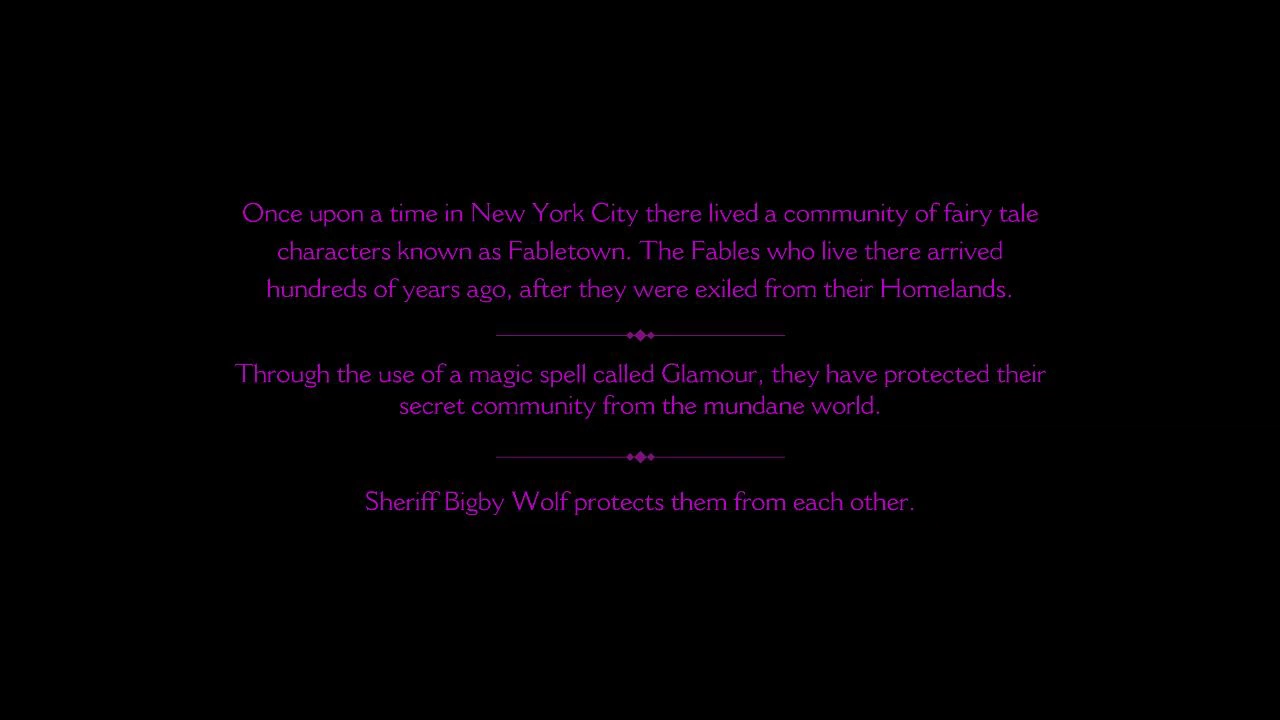 Once upon a time in New York City there lived a community of fairy tale
characters known as Fabletown. The Fables who live there arrived
hundreds of years ago, after they were exiled from their Homelands.
Through the use of a magic spell called Glamour, they have protected their
secret community from the mundane world.
Sheriff Bigby Wolf protects them from each other.